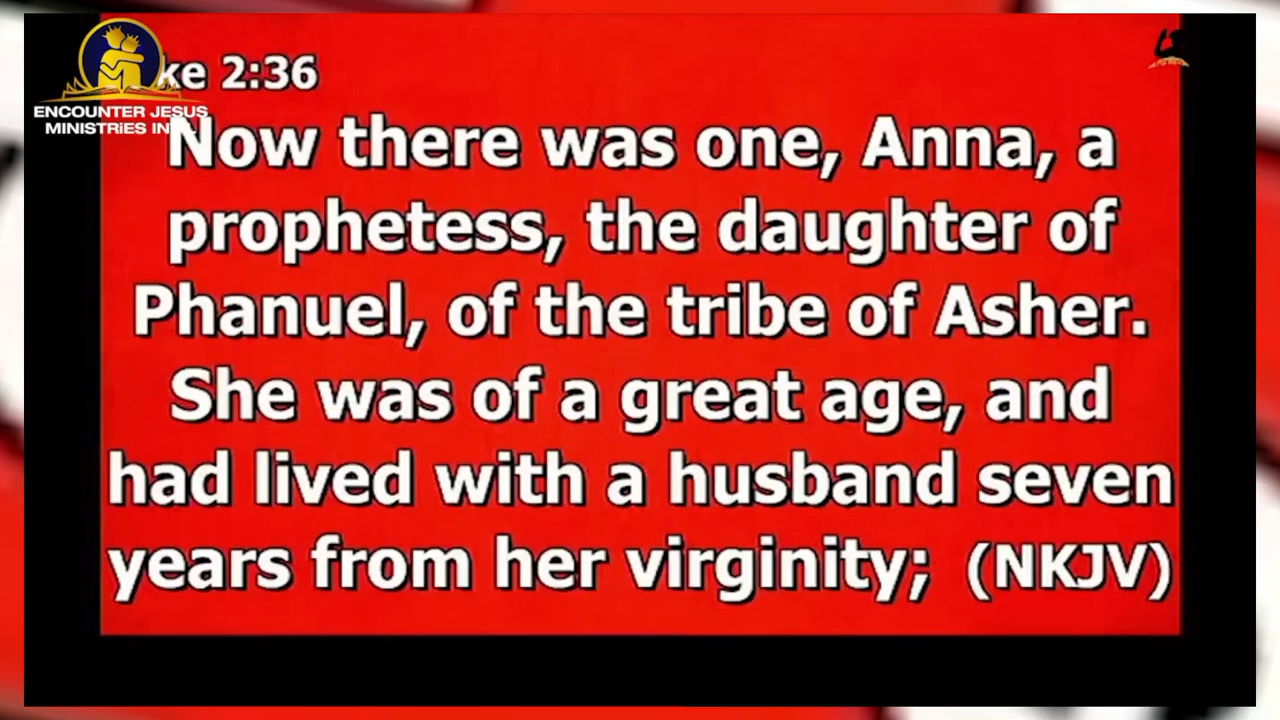 ke 2:36
ENCOUNTER JESUS
MINISTRIES
Now there was one, Anna, a
prophetess, the daughter of
Phanuel, of the tribe of Asher.
She was of a great age, and
had lived with a husband seven
years from her virginity; (NKJV)